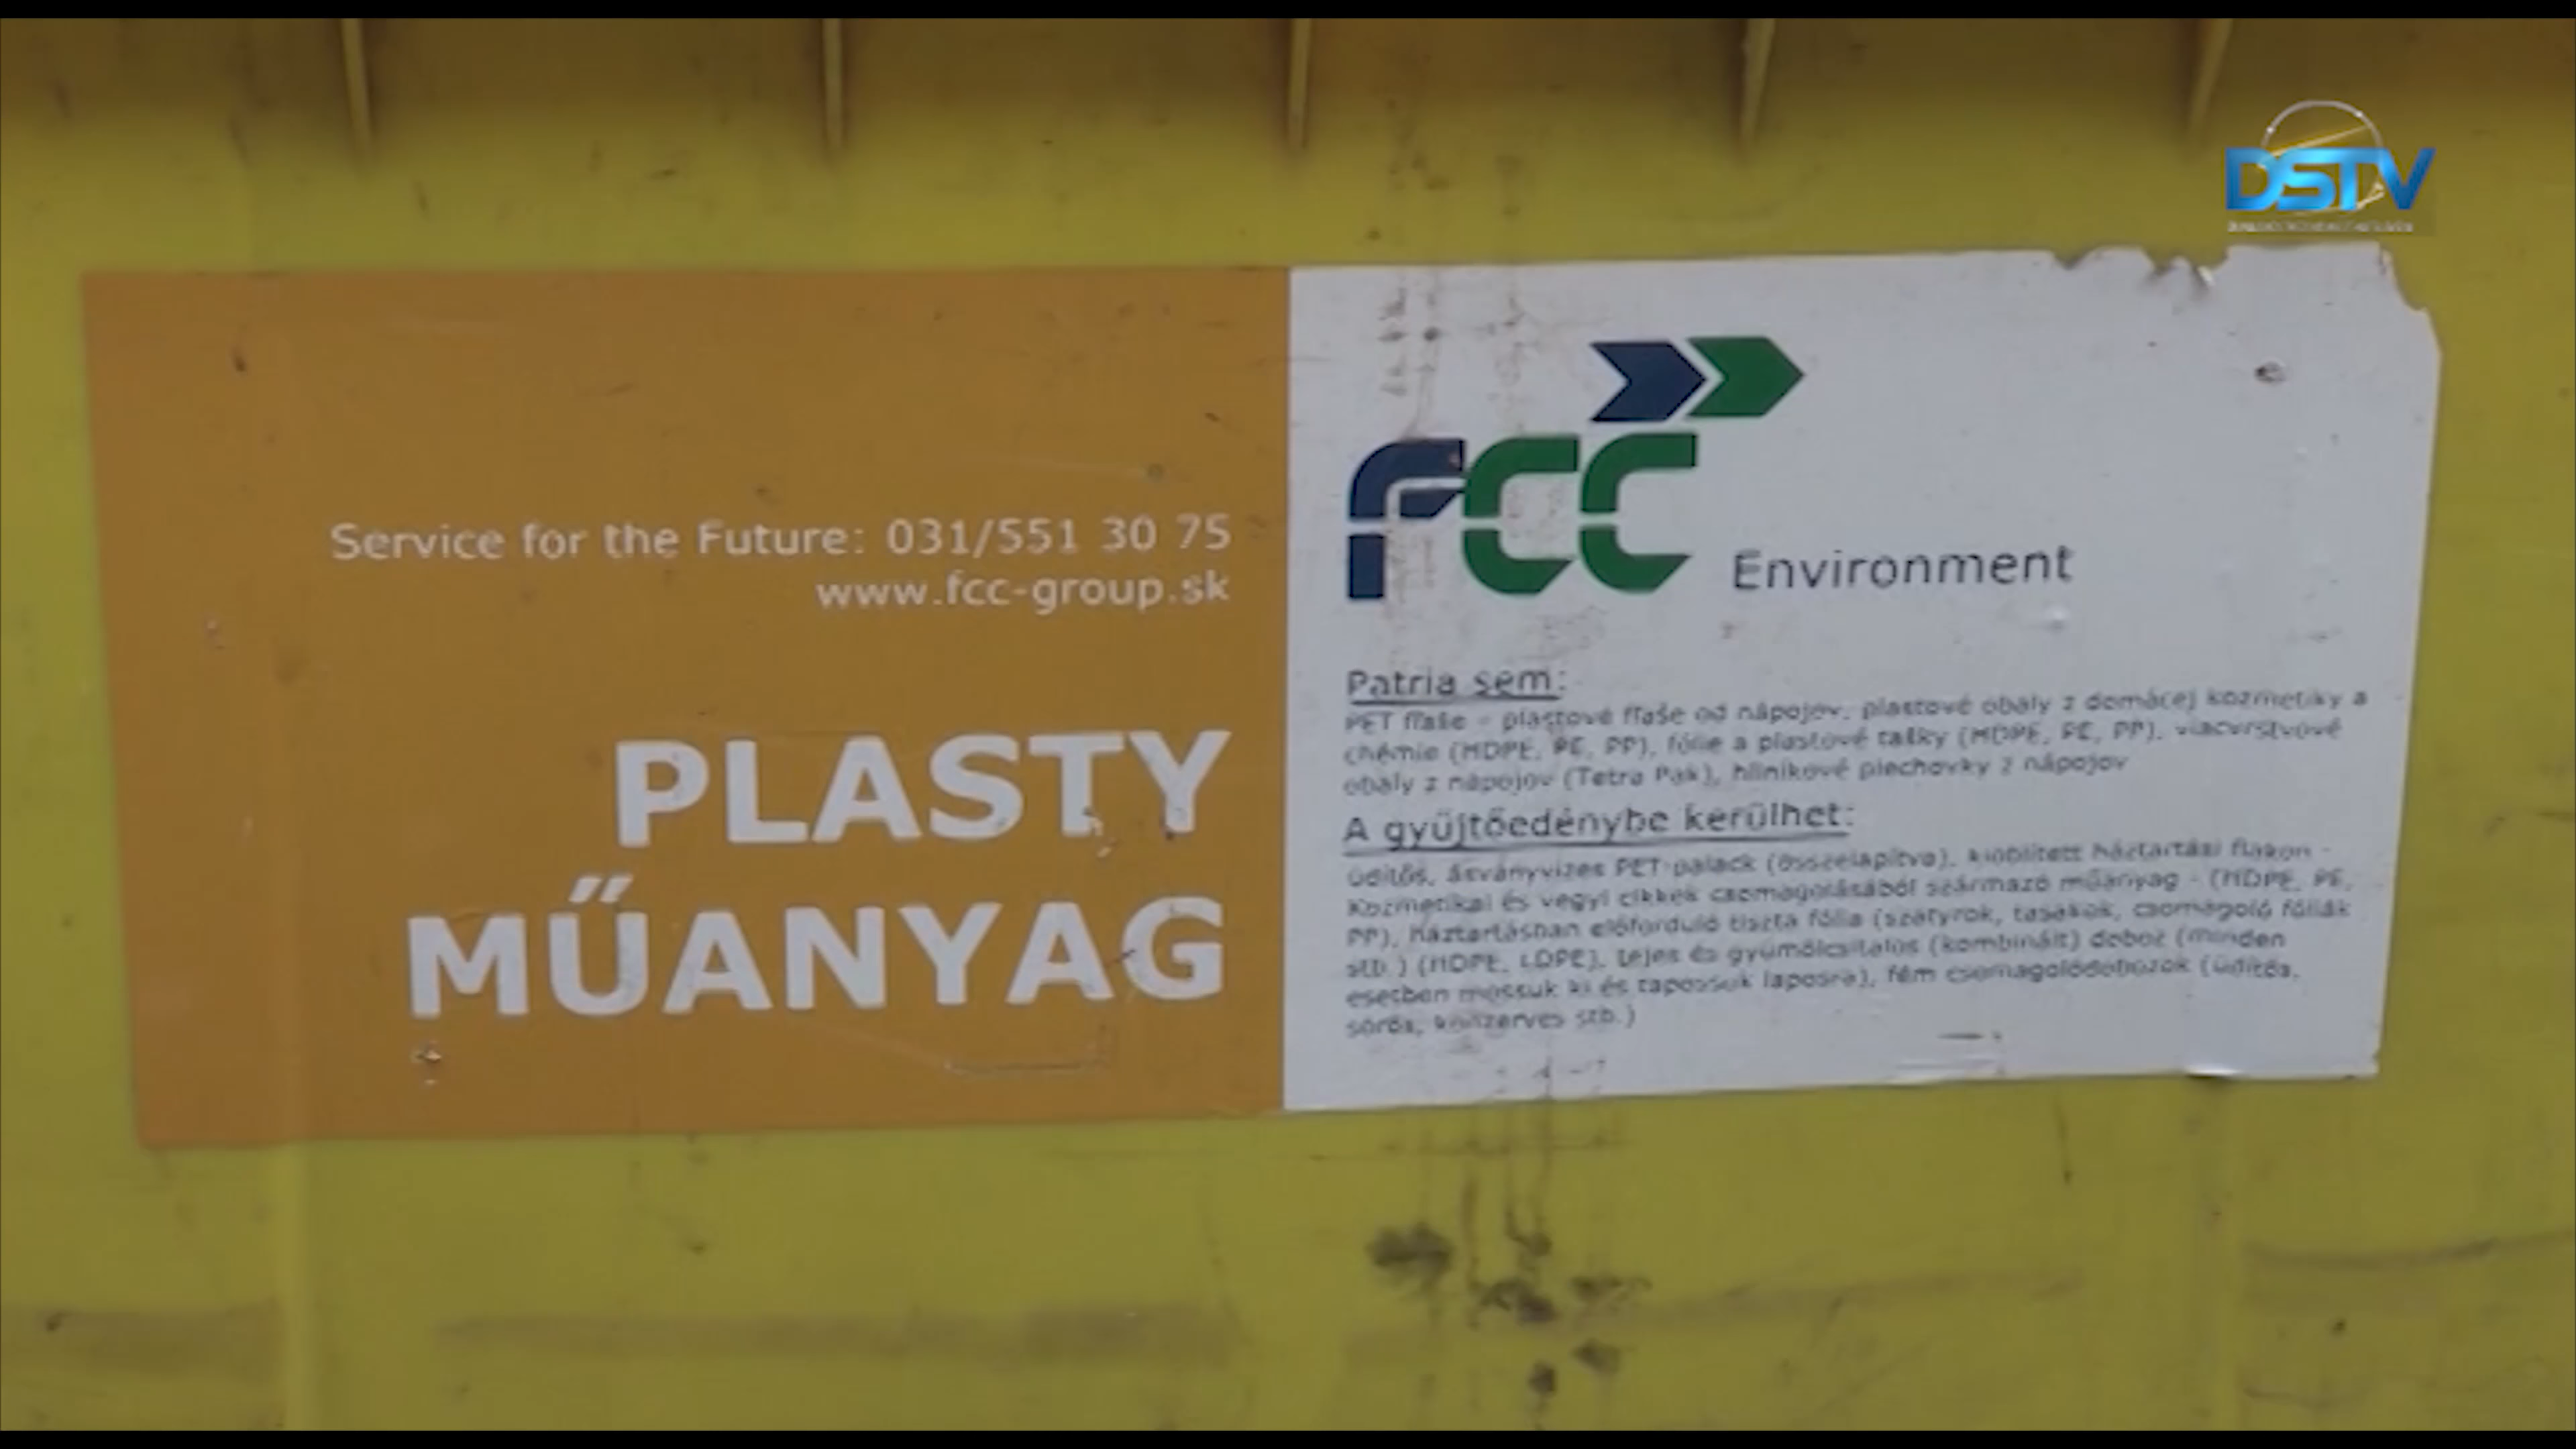 DSTV
Service for the Future: 031/551 30 75
www.fcc-group.sk
PLASTY
MŰANYAG
FCC Environment
Patria sem:
PET fľaše - plastové fľaše od nápojov, plastové obaly z domácej kozmetiky a
chémie (HDPE, PE, PP), fólie a plastové tašky (HDPE, PE, PP), viacvrstvové
obaly z nápojov (Tetra Pak), hliníkové plechovky z nápojov
A gyűjtőedénybe kerülhet:
üdítős, ásványvizes PET-palack (összelapítva), kiöblített háztartási flakon -
Kozmetikai és vegyi cikkek csomagolásából származó műanyag - (HDPE, PE,
PP), háztartásban előforduló tiszta fólia (szatyrok, tasakok, csomagoló fóliák
stb.) (HDPE, LDPE), tejes és gyümölcsitalos (kombinált) doboz (minden
esetben mossuk ki és tapossuk laposra), fém csomagolódobozok (üdítős,
sörös, konzerves stb.)